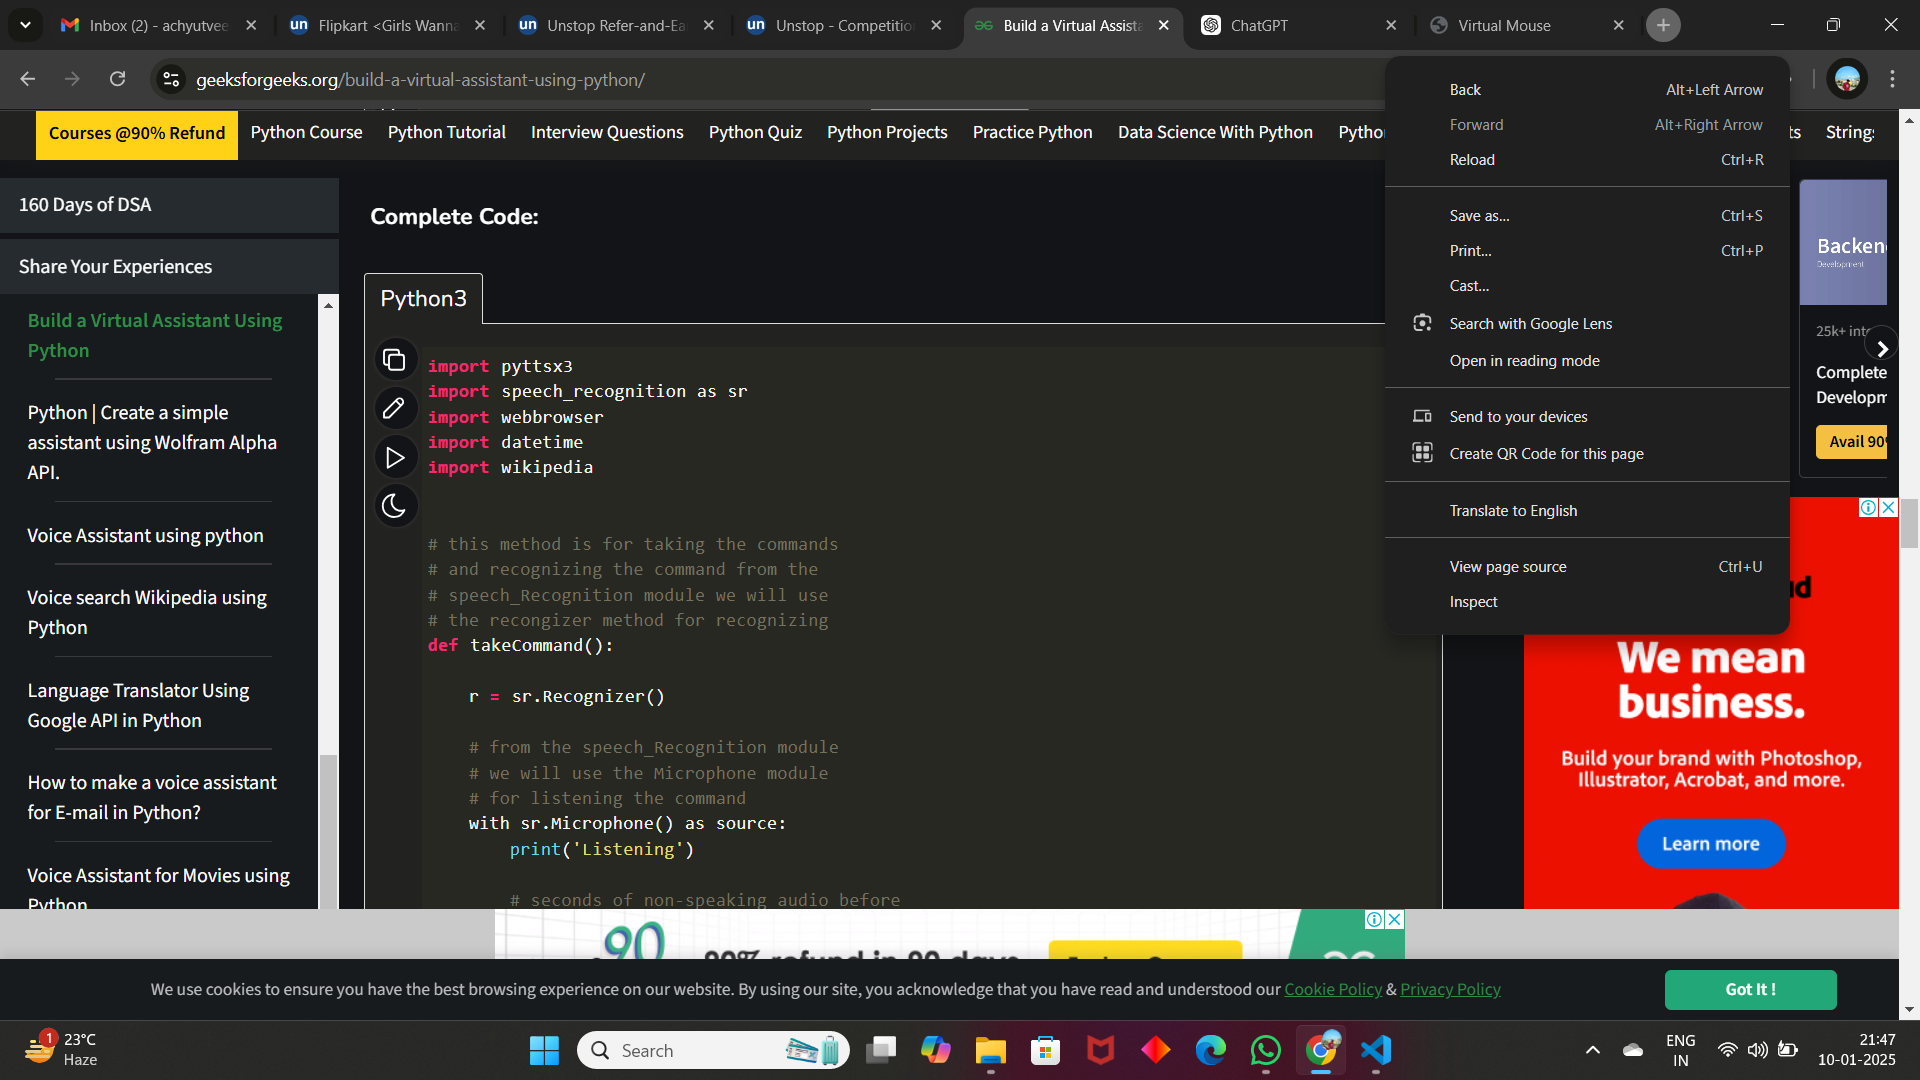 Inbox (2) - achyutvee
Flipkart <Girls Wanna
Unstop Refer-and-Ea
Unstop - Competition
Build a Virtual Assista
ChatGPT
Virtual Mouse
geeksforgeeks.org/build-a-virtual-assistant-using-python/
Courses @90% Refund
Python Course
Python Tutorial
Interview Questions
Python Quiz
Python Projects
Practice Python
Data Science With Python
Pytho
ts
String
160 Days of DSA
Share Your Experiences
Build a Virtual Assistant Using
Python
Python | Create a simple
assistant using Wolfram Alpha
API.
Voice Assistant using python
Voice search Wikipedia using
Python
Language Translator Using
Google API in Python
How to make a voice assistant
for E-mail in Python?
Voice Assistant for Movies using
Python
Complete Code:
Python3
import pyttsx3
import speech_recognition as sr
import webbrowser
import datetime
import wikipedia
# this method is for taking the commands
# and recognizing the command from the
# speech_Recognition module we will use
# the recongizer method for recognizing
def takeCommand():
r = sr.Recognizer()
# from the speech_Recognition module
# we will use the Microphone module
# for listening the command
with sr.Microphone() as source:
print('Listening')
# seconds of non-speaking audio before
Back Alt+Left Arrow
Forward Alt+Right Arrow
Reload Ctrl+R
Save as... Ctrl+S
Print... Ctrl+P
Cast...
Search with Google Lens
Open in reading mode
Send to your devices
Create QR Code for this page
Translate to English
View page source Ctrl+U
Inspect
Backen
Development
25k+ inte
Complete
Developm
Avail 90
d
We mean
business.
Build your brand with Photoshop,
Illustrator, Acrobat, and more.
Learn more
90
90% refund in 90 days
We use cookies to ensure you have the best browsing experience on our website. By using our site, you acknowledge that you have read and understood our Cookie Policy & Privacy Policy
Got It !
1
23°C
Haze
Search
ENG
IN
21:47
10-01-2025